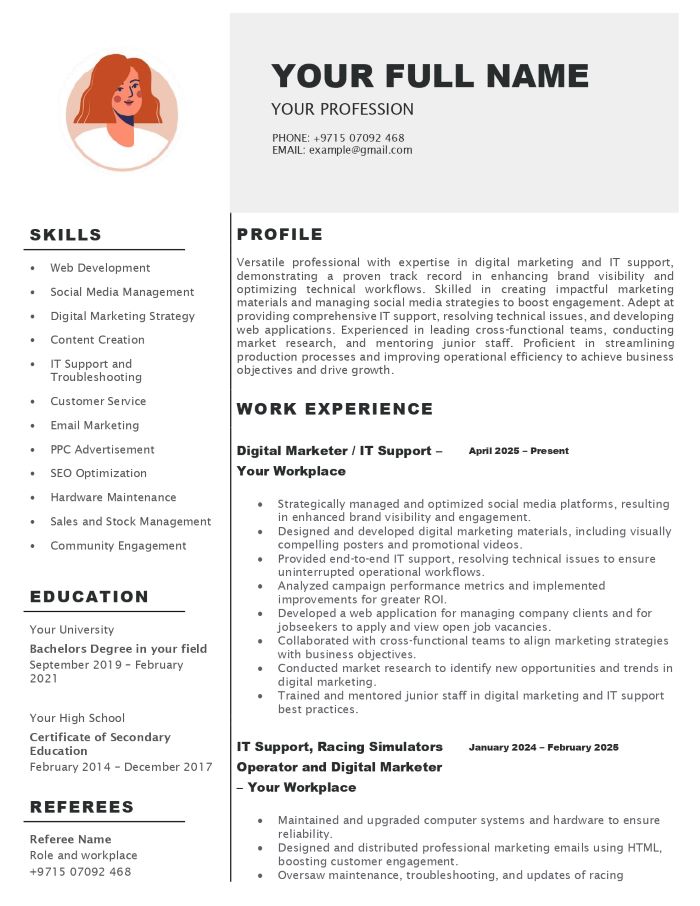 YOUR FULL NAME
YOUR PROFESSION
PHONE: +9715 07092 468
EMAIL: example@gmail.com
SKILLS
• Web Development
• Social Media Management
• Digital Marketing Strategy
• Content Creation
• IT Support and
Troubleshooting
• Customer Service
• Email Marketing
• PPC Advertisement
• SEO Optimization
• Hardware Maintenance
• Sales and Stock Management
• Community Engagement
EDUCATION
Your University
Bachelors Degree in your field
September 2019 – February
2021
Your High School
Certificate of Secondary
Education
February 2014 – December 2017
REFEREES
Referee Name
Role and workplace
+9715 07092 468
PROFILE
Versatile professional with expertise in digital marketing and IT support,
demonstrating a proven track record in enhancing brand visibility and
optimizing technical workflows. Skilled in creating impactful marketing
materials and managing social media strategies to boost engagement. Adept at
providing comprehensive IT support, resolving technical issues, and developing
web applications. Experienced in leading cross-functional teams, conducting
market research, and mentoring junior staff. Proficient in streamlining
production processes and improving operational efficiency to achieve business
objectives and drive growth.
WORK EXPERIENCE
Digital Marketer / IT Support – April 2025 – Present
Your Workplace
• Strategically managed and optimized social media platforms, resulting
in enhanced brand visibility and engagement.
• Designed and developed digital marketing materials, including visually
compelling posters and promotional videos.
• Provided end-to-end IT support, resolving technical issues to ensure
uninterrupted operational workflows.
• Analyzed campaign performance metrics and implemented
improvements for greater ROI.
• Developed a web application for managing company clients and for
jobseekers to apply and view open job vacancies.
• Collaborated with cross-functional teams to align marketing strategies
with business objectives.
• Conducted market research to identify new opportunities and trends in
digital marketing.
• Trained and mentored junior staff in digital marketing and IT support
best practices.
IT Support, Racing Simulators January 2024 – February 2025
Operator and Digital Marketer
– Your Workplace
• Maintained and upgraded computer systems and hardware to ensure
reliability.
• Designed and distributed professional marketing emails using HTML,
boosting customer engagement.
• Oversaw maintenance, troubleshooting, and updates of racing